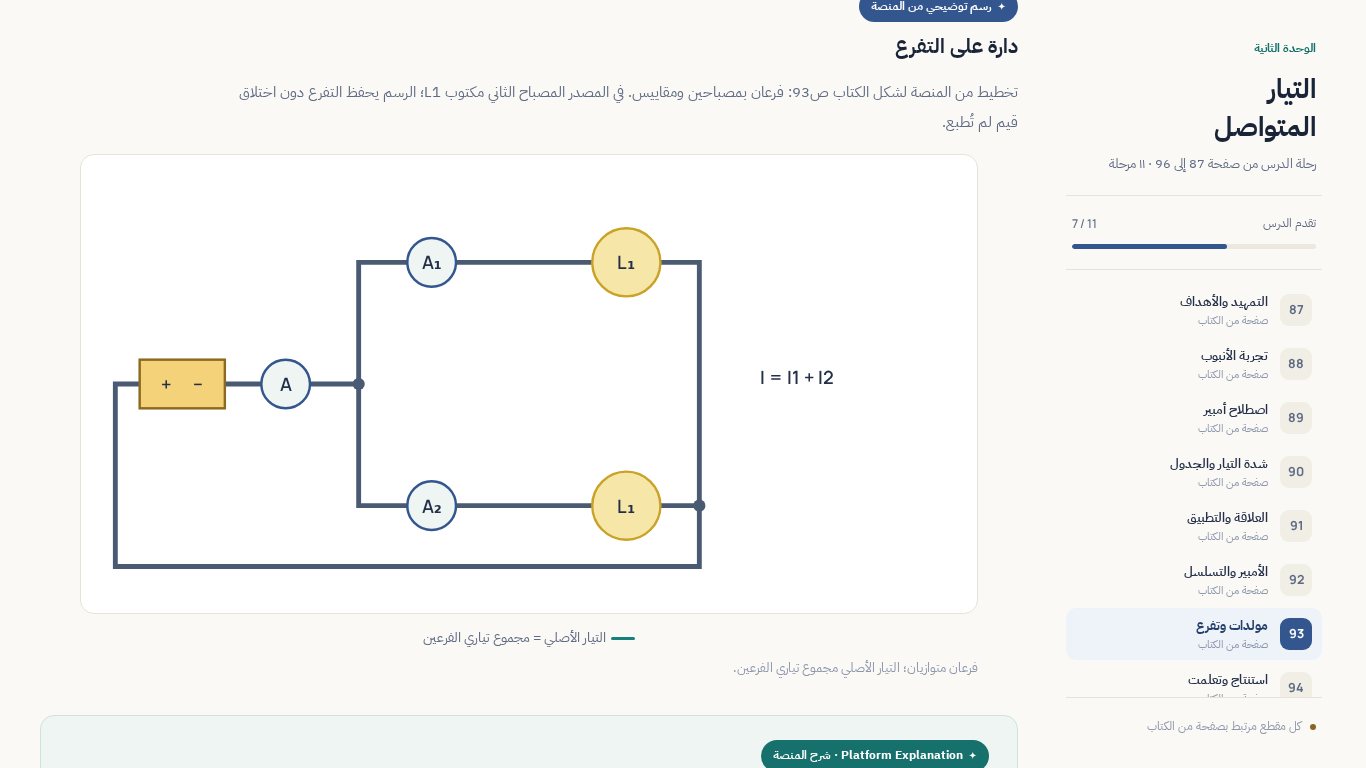 الوحدة الثانية
التيار
المتواصل
رحلة الدرس من صفحة 87 إلى 96 · ١١ مرحلة
تقدم الدرس
7 / 11
87
التمهيد والأهداف
صفحة من الكتاب
88
تجربة الأنبوب
صفحة من الكتاب
89
اصطلاح أمبير
صفحة من الكتاب
90
شدة التيار والجدول
صفحة من الكتاب
91
العلاقة والتطبيق
صفحة من الكتاب
92
الأمبير والتسلسل
صفحة من الكتاب
93
مولدات وتفرع
صفحة من الكتاب
94
استنتاج وتعلمت
صفحة من الكتاب
كل مقطع مرتبط بصفحة من الكتاب
✦ رسم توضيحي من المنصة
دارة على التفرع
تخطيط من المنصة لشكل الكتاب ص93: فرعان بمصباحين ومقاييس. في المصدر المصباح الثاني مكتوب L1؛ الرسم يحفظ التفرع دون اختلاق
قيم لم تُطبع.
A₁
L₁
+ −
A
I = I1 + I2
A₂
L₁
التيار الأصلي = مجموع تياري الفرعين
فرعان متوازيان؛ التيار الأصلي مجموع تياري الفرعين.
✦ Platform Explanation · شرح المنصة